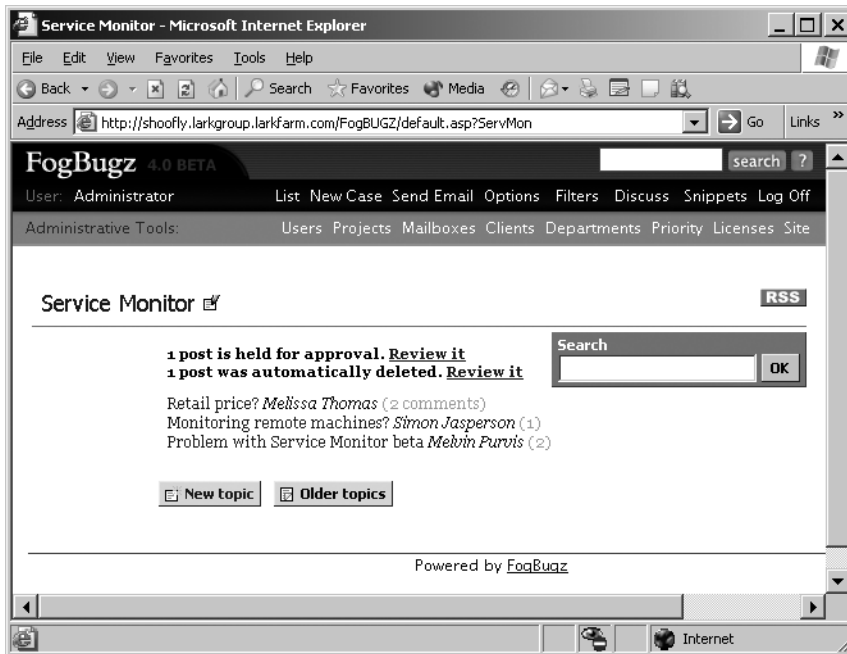 Service Monitor - Microsoft Internet Explorer
File Edit View Favorites Tools Help
Back Search Favorites Media
Address http://shoofly.larkgroup.larkfarm.com/FogBUGZ/default.asp?ServMon Go Links »
FogBugz 4.0 BETA search ?
User: Administrator List New Case Send Email Options Filters Discuss Snippets Log Off
Administrative Tools: Users Projects Mailboxes Clients Departments Priority Licenses Site
Service Monitor RSS
Search
1 post is held for approval. Review it
1 post was automatically deleted. Review it
OK
Retail price? Melissa Thomas (2 comments)
Monitoring remote machines? Simon Jasperson (1)
Problem with Service Monitor beta Melvin Purvis (2)
New topic Older topics
Powered by FogBugz
Internet